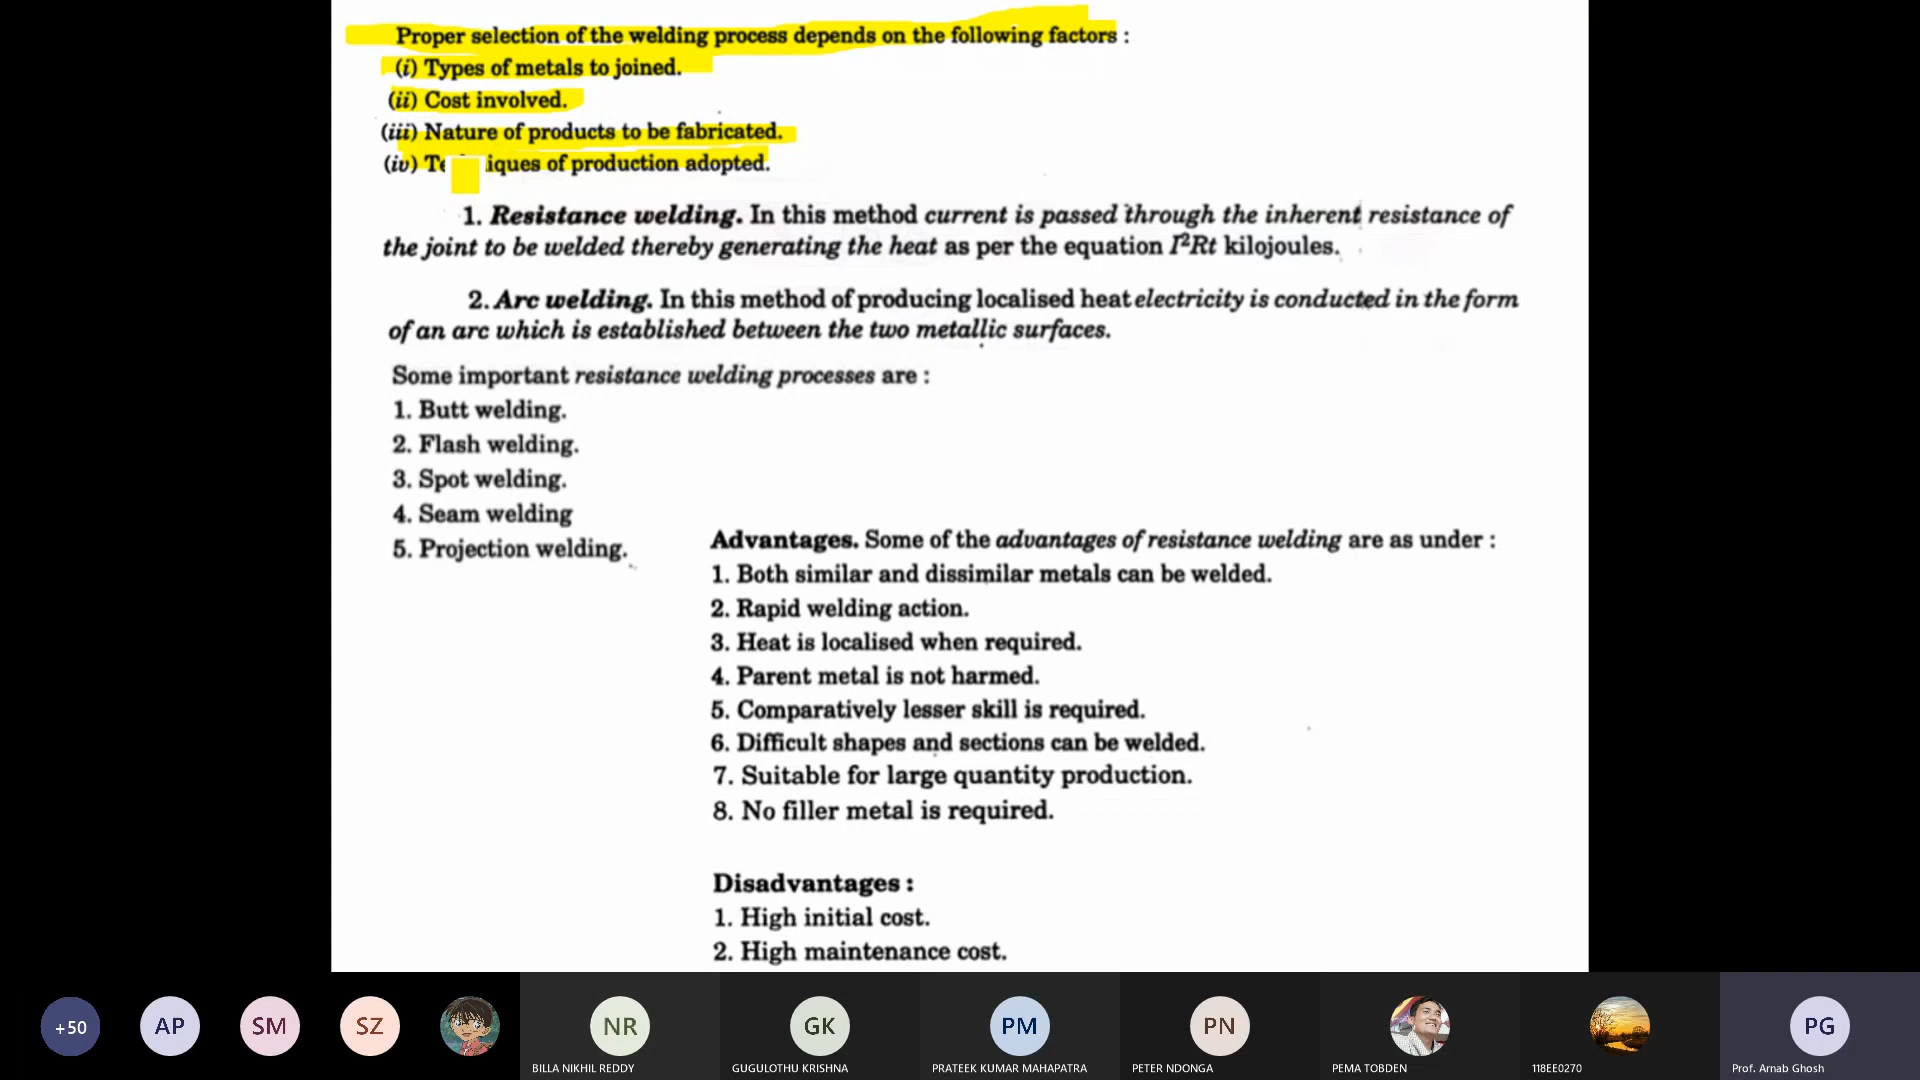 Proper selection of the welding process depends on the following factors :
(i) Types of metals to joined.
(ii) Cost involved.
(iii) Nature of products to be fabricated.
(iv) Te iques of production adopted.
1. Resistance welding. In this method current is passed through the inherent resistance of
the joint to be welded thereby generating the heat as per the equation I²Rt kilojoules.
2. Arc welding. In this method of producing localised heat electricity is conducted in the form
of an arc which is established between the two metallic surfaces.
Some important resistance welding processes are :
1. Butt welding.
2. Flash welding.
3. Spot welding.
4. Seam welding
5. Projection welding.
Advantages. Some of the advantages of resistance welding are as under :
1. Both similar and dissimilar metals can be welded.
2. Rapid welding action.
3. Heat is localised when required.
4. Parent metal is not harmed.
5. Comparatively lesser skill is required.
6. Difficult shapes and sections can be welded.
7. Suitable for large quantity production.
8. No filler metal is required.
Disadvantages :
1. High initial cost.
2. High maintenance cost.
+50 AP SM SZ NR GK PM PN PG
BILLA NIKHIL REDDY GUGULOTHU KRISHNA PRATEEK KUMAR MAHAPATRA PETER NDONGA PEMA TOBDEN 118EE0270 Prof. Arnab Ghosh